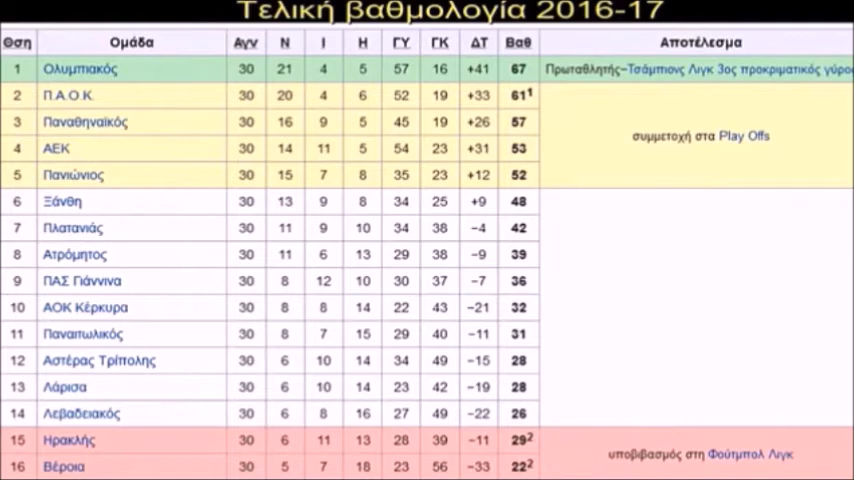 Τελική βαθμολογία 2016-17
Θση Ομάδα Αγν Ν Ι Η ΓΥ ΓΚ ΔΤ Βαθ Αποτέλεσμα
1 Ολυμπιακός 30 21 4 5 57 16 +41 67 Πρωταθλητής–Τσάμπιονς Λιγκ 3ος προκριματικός γύρο
2 Π.Α.Ο.Κ. 30 20 4 6 52 19 +33 61¹
3 Παναθηναϊκός 30 16 9 5 45 19 +26 57
συμμετοχή στα Play Offs
4 ΑΕΚ 30 14 11 5 54 23 +31 53
5 Πανιώνιος 30 15 7 8 35 23 +12 52
6 Ξάνθη 30 13 9 8 34 25 +9 48
7 Πλατανιάς 30 11 9 10 34 38 −4 42
8 Ατρόμητος 30 11 6 13 29 38 −9 39
9 ΠΑΣ Γιάννινα 30 8 12 10 30 37 −7 36
10 ΑΟΚ Κέρκυρα 30 8 8 14 22 43 −21 32
11 Παναιτωλικός 30 8 7 15 29 40 −11 31
12 Αστέρας Τρίπολης 30 6 10 14 34 49 −15 28
13 Λάρισα 30 6 10 14 23 42 −19 28
14 Λεβαδειακός 30 6 8 16 27 49 −22 26
15 Ηρακλής 30 6 11 13 28 39 −11 29²
υποβιβασμός στη Φούτμπολ Λιγκ
16 Βέροια 30 5 7 18 23 56 −33 22²